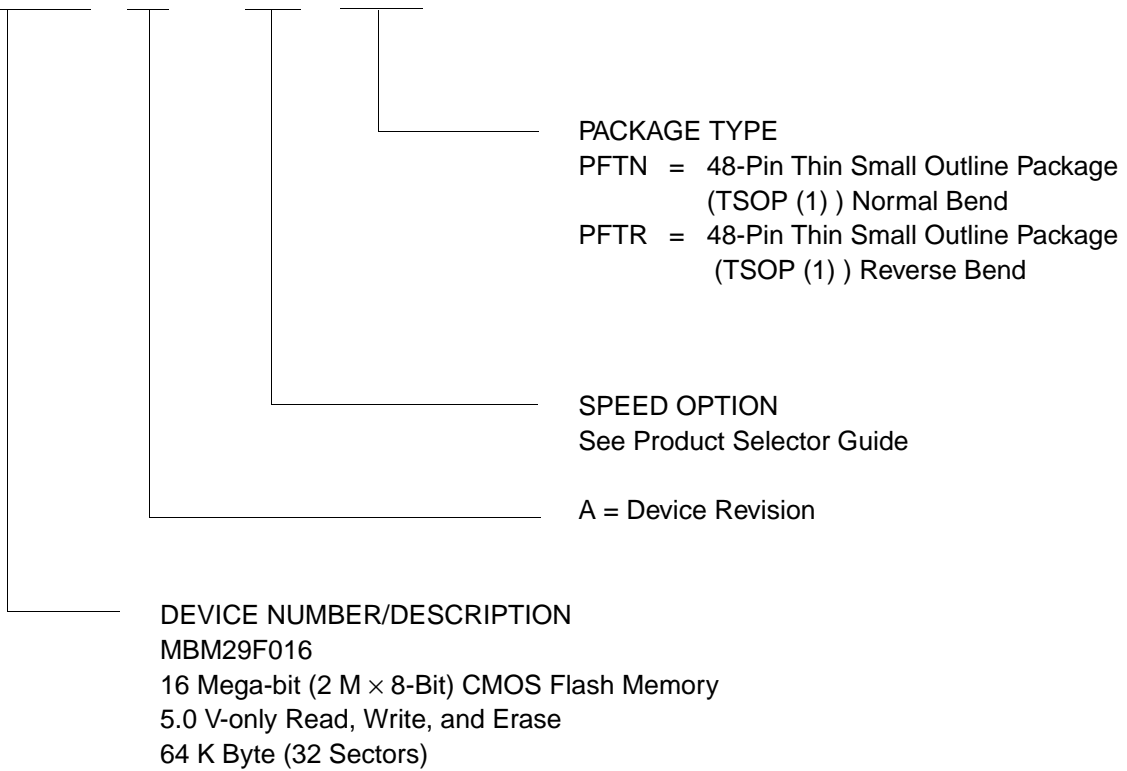 PACKAGE TYPE
PFTN = 48-Pin Thin Small Outline Package
(TSOP (1) ) Normal Bend
PFTR = 48-Pin Thin Small Outline Package
(TSOP (1) ) Reverse Bend
SPEED OPTION
See Product Selector Guide
A = Device Revision
DEVICE NUMBER/DESCRIPTION
MBM29F016
16 Mega-bit (2 M × 8-Bit) CMOS Flash Memory
5.0 V-only Read, Write, and Erase
64 K Byte (32 Sectors)